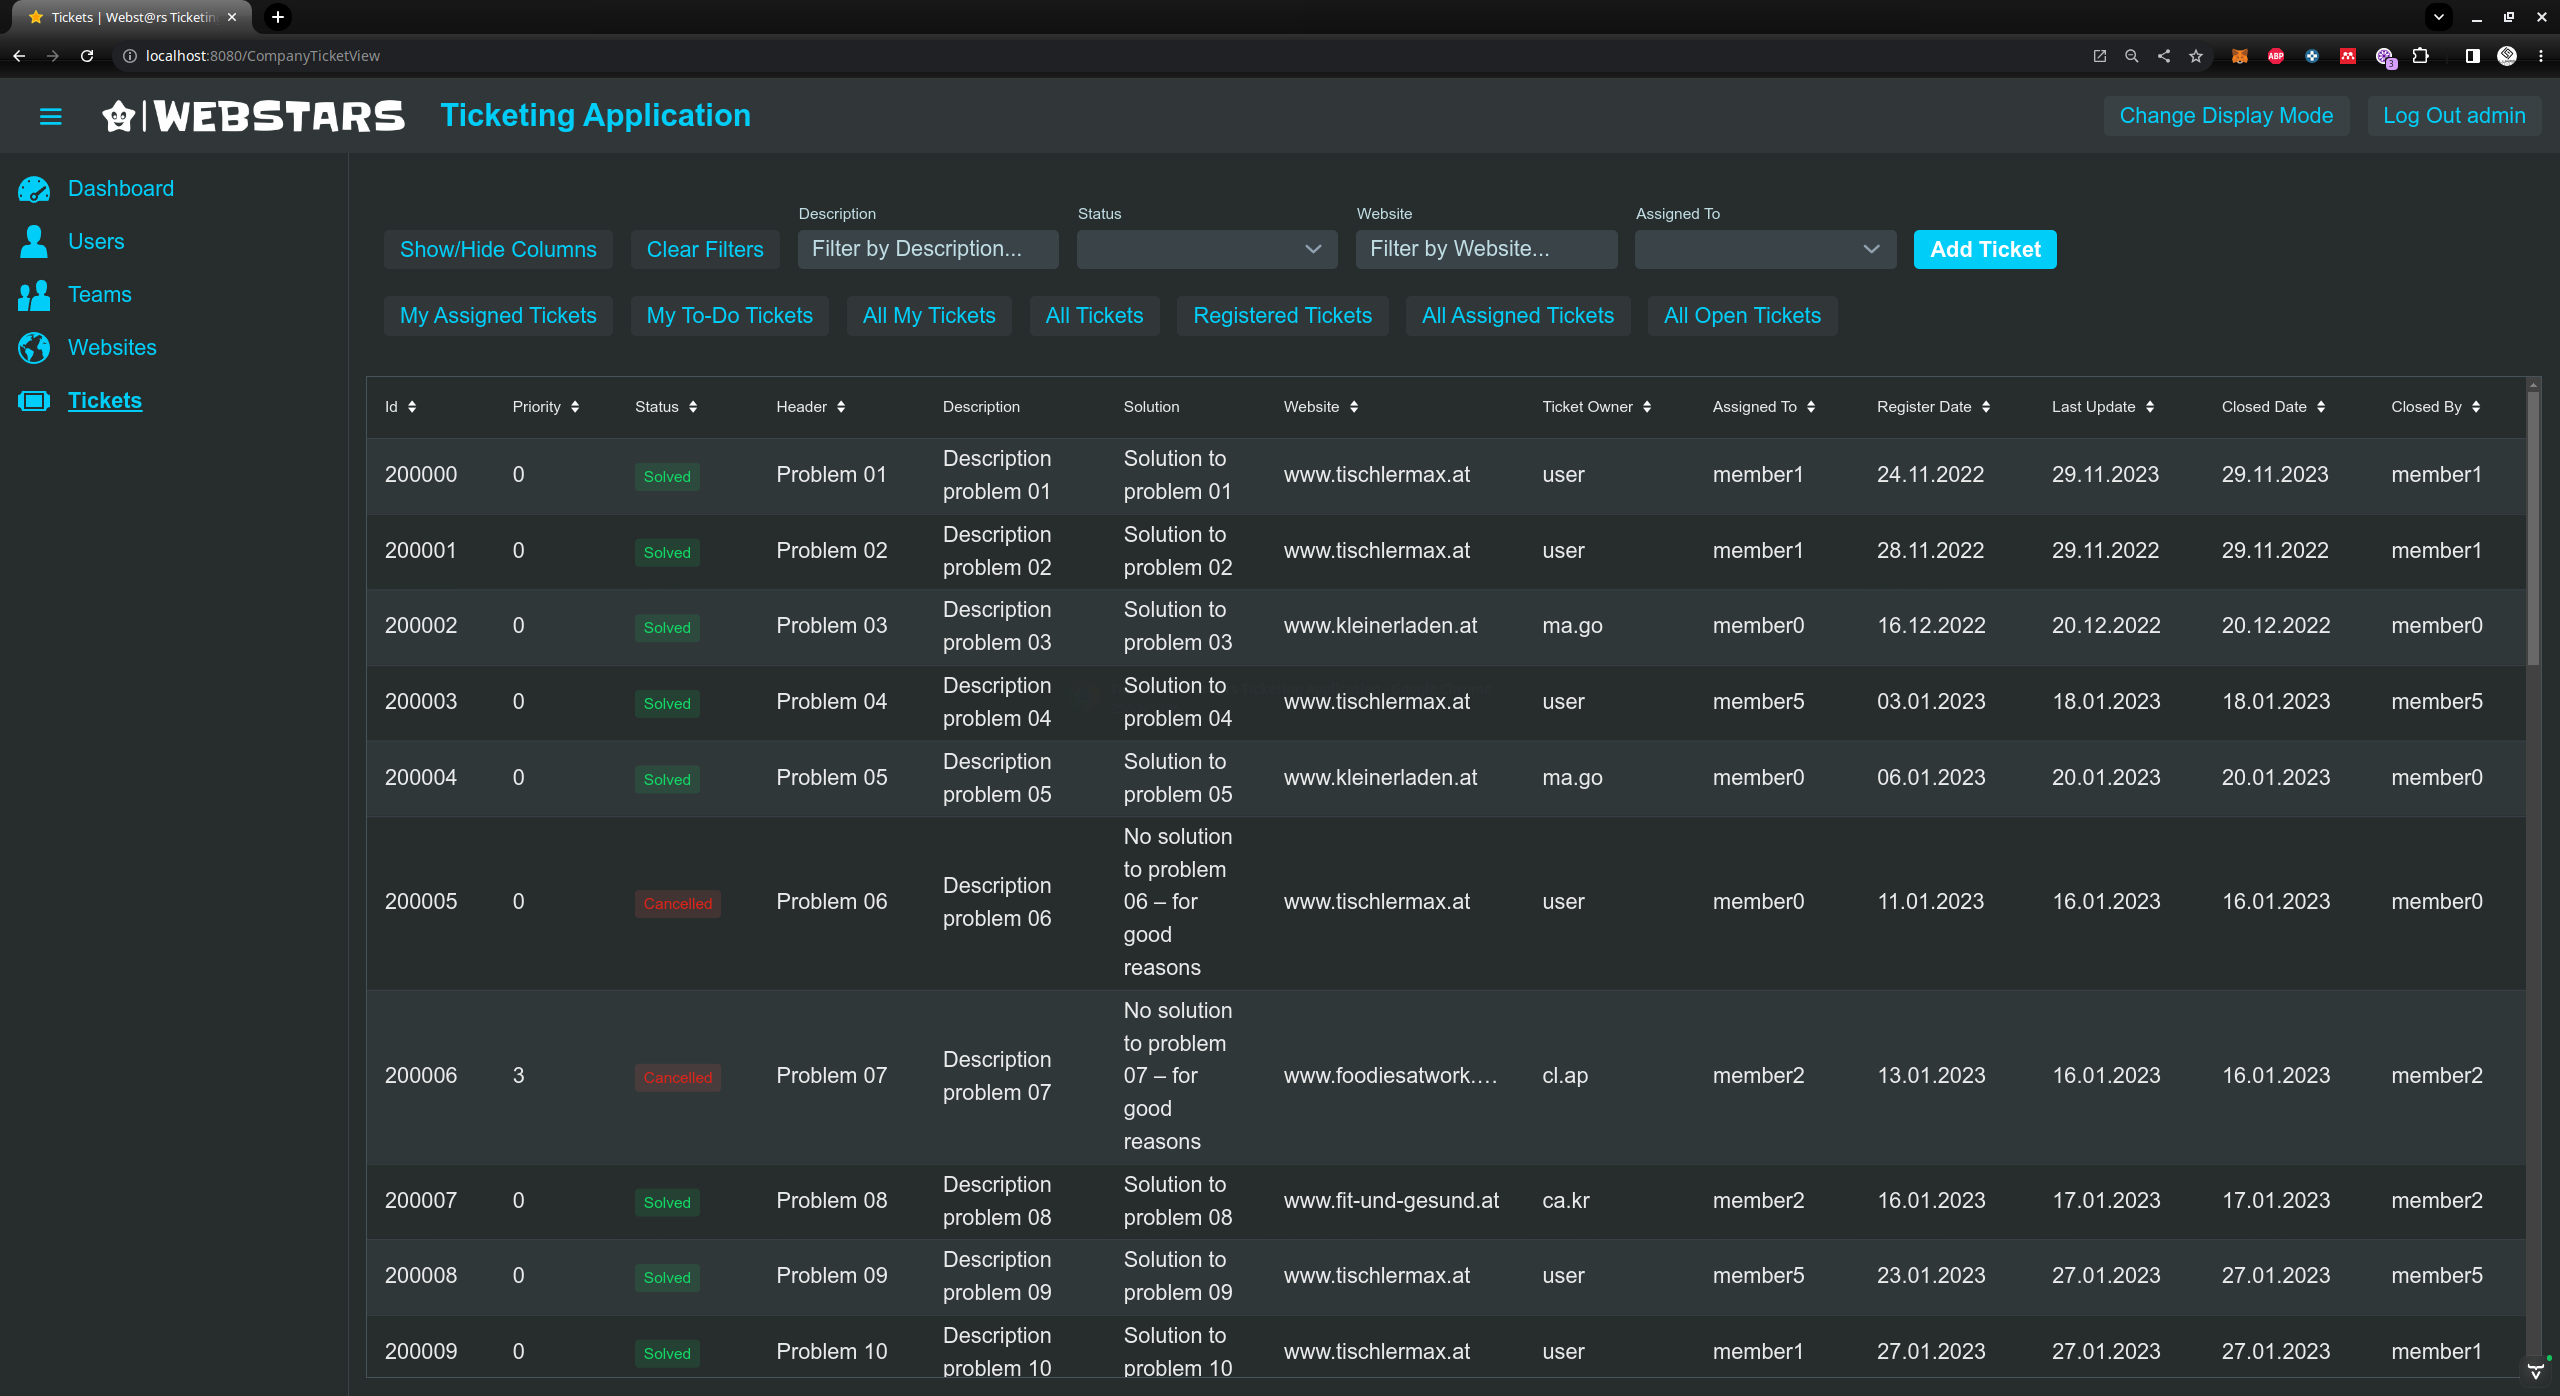 Tickets | Webst@rs Ticketin
localhost:8080/CompanyTicketView
ABP
3
WEBSTARS
Ticketing Application
Change Display Mode
Log Out admin
Dashboard
Users
Teams
Websites
Tickets
Description
Status
Website
Assigned To
Show/Hide Columns
Clear Filters
Filter by Description...
Filter by Website...
Add Ticket
My Assigned Tickets
My To-Do Tickets
All My Tickets
All Tickets
Registered Tickets
All Assigned Tickets
All Open Tickets
Id Priority Status Header Description Solution Website Ticket Owner Assigned To Register Date Last Update Closed Date Closed By
200000 0 Solved Problem 01 Description problem 01 Solution to problem 01 www.tischlermax.at user member1 24.11.2022 29.11.2023 29.11.2023 member1
200001 0 Solved Problem 02 Description problem 02 Solution to problem 02 www.tischlermax.at user member1 28.11.2022 29.11.2022 29.11.2022 member1
200002 0 Solved Problem 03 Description problem 03 Solution to problem 03 www.kleinerladen.at ma.go member0 16.12.2022 20.12.2022 20.12.2022 member0
200003 0 Solved Problem 04 Description problem 04 Solution to problem 04 www.tischlermax.at user member5 03.01.2023 18.01.2023 18.01.2023 member5
200004 0 Solved Problem 05 Description problem 05 Solution to problem 05 www.kleinerladen.at ma.go member0 06.01.2023 20.01.2023 20.01.2023 member0
200005 0 Cancelled Problem 06 Description problem 06 No solution to problem 06 – for good reasons www.tischlermax.at user member0 11.01.2023 16.01.2023 16.01.2023 member0
200006 3 Cancelled Problem 07 Description problem 07 No solution to problem 07 – for good reasons www.foodiesatwork.… cl.ap member2 13.01.2023 16.01.2023 16.01.2023 member2
200007 0 Solved Problem 08 Description problem 08 Solution to problem 08 www.fit-und-gesund.at ca.kr member2 16.01.2023 17.01.2023 17.01.2023 member2
200008 0 Solved Problem 09 Description problem 09 Solution to problem 09 www.tischlermax.at user member5 23.01.2023 27.01.2023 27.01.2023 member5
200009 0 Solved Problem 10 Description problem 10 Solution to problem 10 www.tischlermax.at user member1 27.01.2023 27.01.2023 27.01.2023 member1